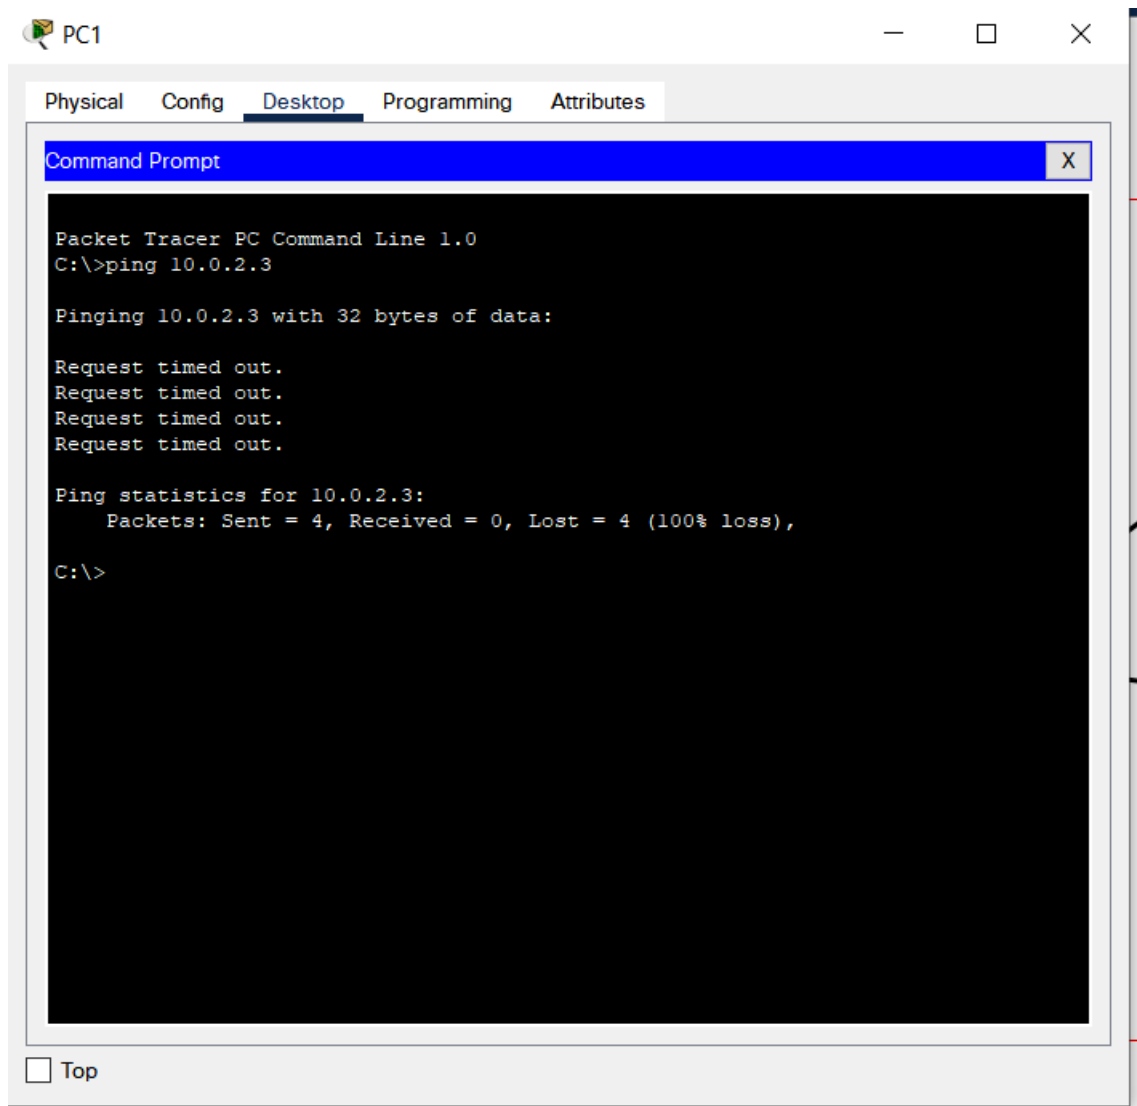 PC1
Physical Config Desktop Programming Attributes
Command Prompt
X
Packet Tracer PC Command Line 1.0
C:\>ping 10.0.2.3
Pinging 10.0.2.3 with 32 bytes of data:
Request timed out.
Request timed out.
Request timed out.
Request timed out.
Ping statistics for 10.0.2.3:
Packets: Sent = 4, Received = 0, Lost = 4 (100% loss),
C:\>
Top